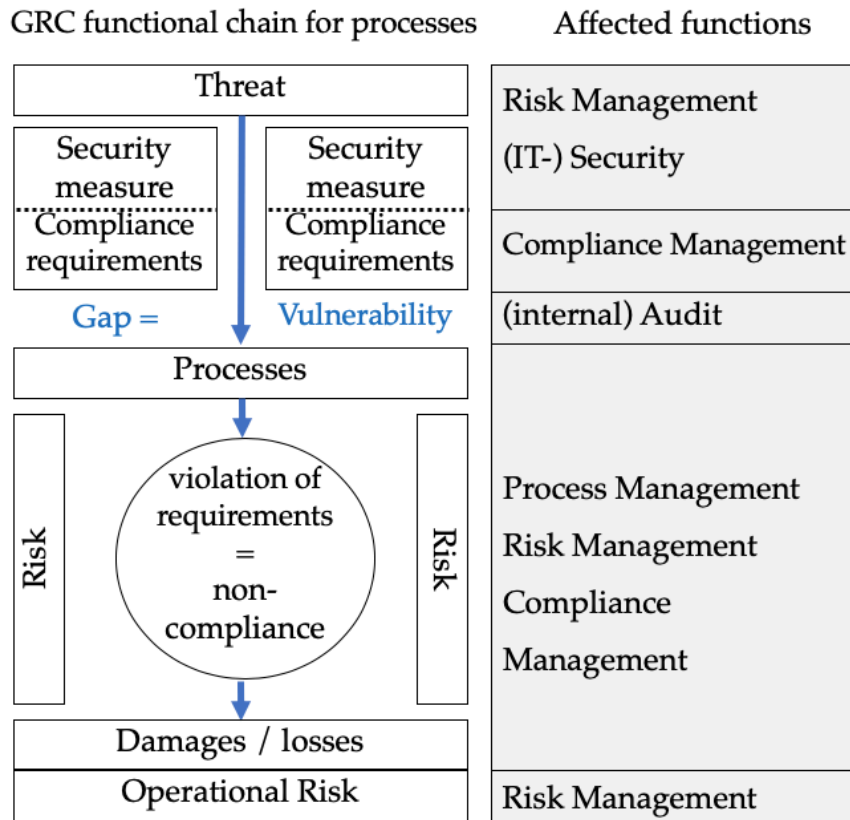 GRC functional chain for processes
Affected functions
Threat
Security
measure
Compliance
requirements
Security
measure
Compliance
requirements
Gap =
Vulnerability
Processes
Risk
violation of
requirements
=
non-
compliance
Risk
Damages / losses
Operational Risk
Risk Management
(IT-) Security
Compliance Management
(internal) Audit
Process Management
Risk Management
Compliance
Management
Risk Management